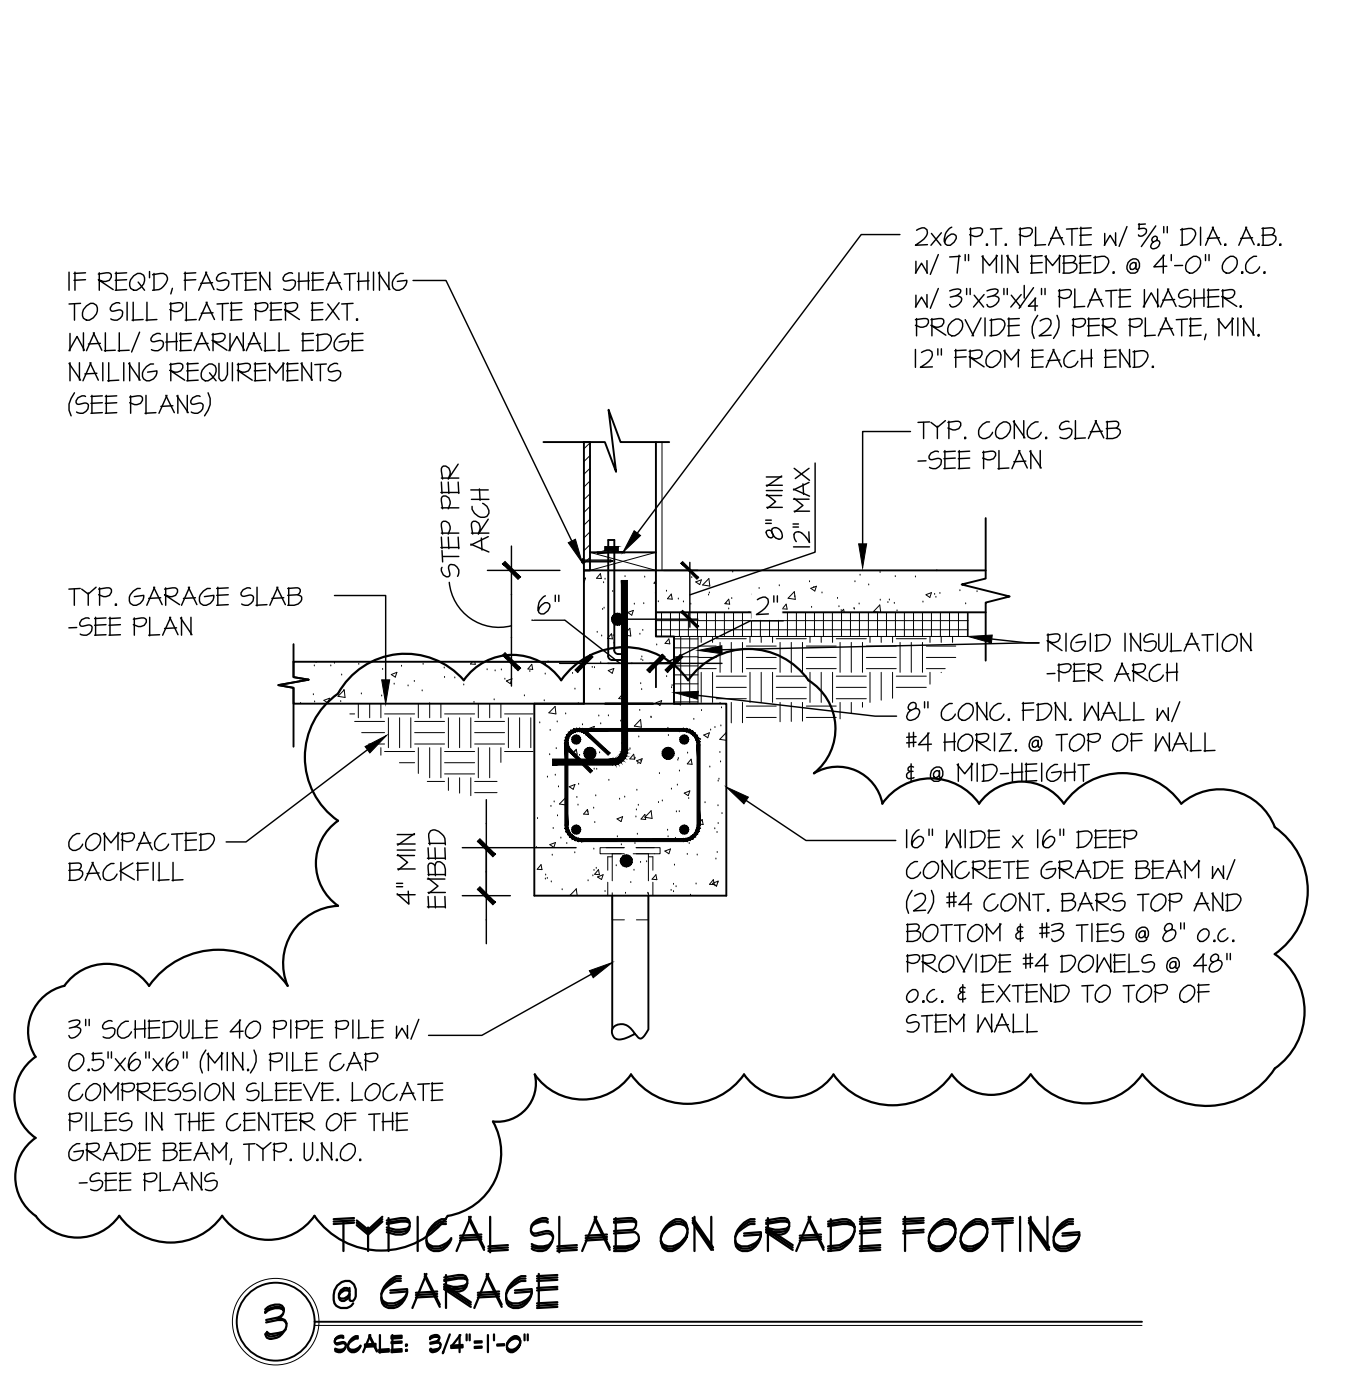 2x6 P.T. PLATE w/ 5/8" DIA. A.B.
w/ 7" MIN EMBED. @ 4'-0" O.C.
w/ 3"x3"x1/4" PLATE WASHER.
PROVIDE (2) PER PLATE, MIN.
12" FROM EACH END.
IF REQ'D, FASTEN SHEATHING
TO SILL PLATE PER EXT.
WALL/ SHEARWALL EDGE
NAILING REQUIREMENTS
(SEE PLANS)
TYP. CONC. SLAB
-SEE PLAN
STEP PER
ARCH
8" MIN
12" MAX
TYP. GARAGE SLAB
-SEE PLAN
6"
2"
RIGID INSULATION
-PER ARCH
8" CONC. FDN. WALL w/
#4 HORIZ. @ TOP OF WALL
& @ MID-HEIGHT
COMPACTED
BACKFILL
4" MIN
EMBED
16" WIDE x 16" DEEP
CONCRETE GRADE BEAM w/
(2) #4 CONT. BARS TOP AND
BOTTOM & #3 TIES @ 8" o.c.
PROVIDE #4 DOWELS @ 48"
o.c. & EXTEND TO TOP OF
STEM WALL
3" SCHEDULE 40 PIPE PILE w/
0.5"x6"x6" (MIN.) PILE CAP
COMPRESSION SLEEVE. LOCATE
PILES IN THE CENTER OF THE
GRADE BEAM, TYP. U.N.O.
-SEE PLANS
TYPICAL SLAB ON GRADE FOOTING
@ GARAGE
3
SCALE: 3/4"=1'-0"